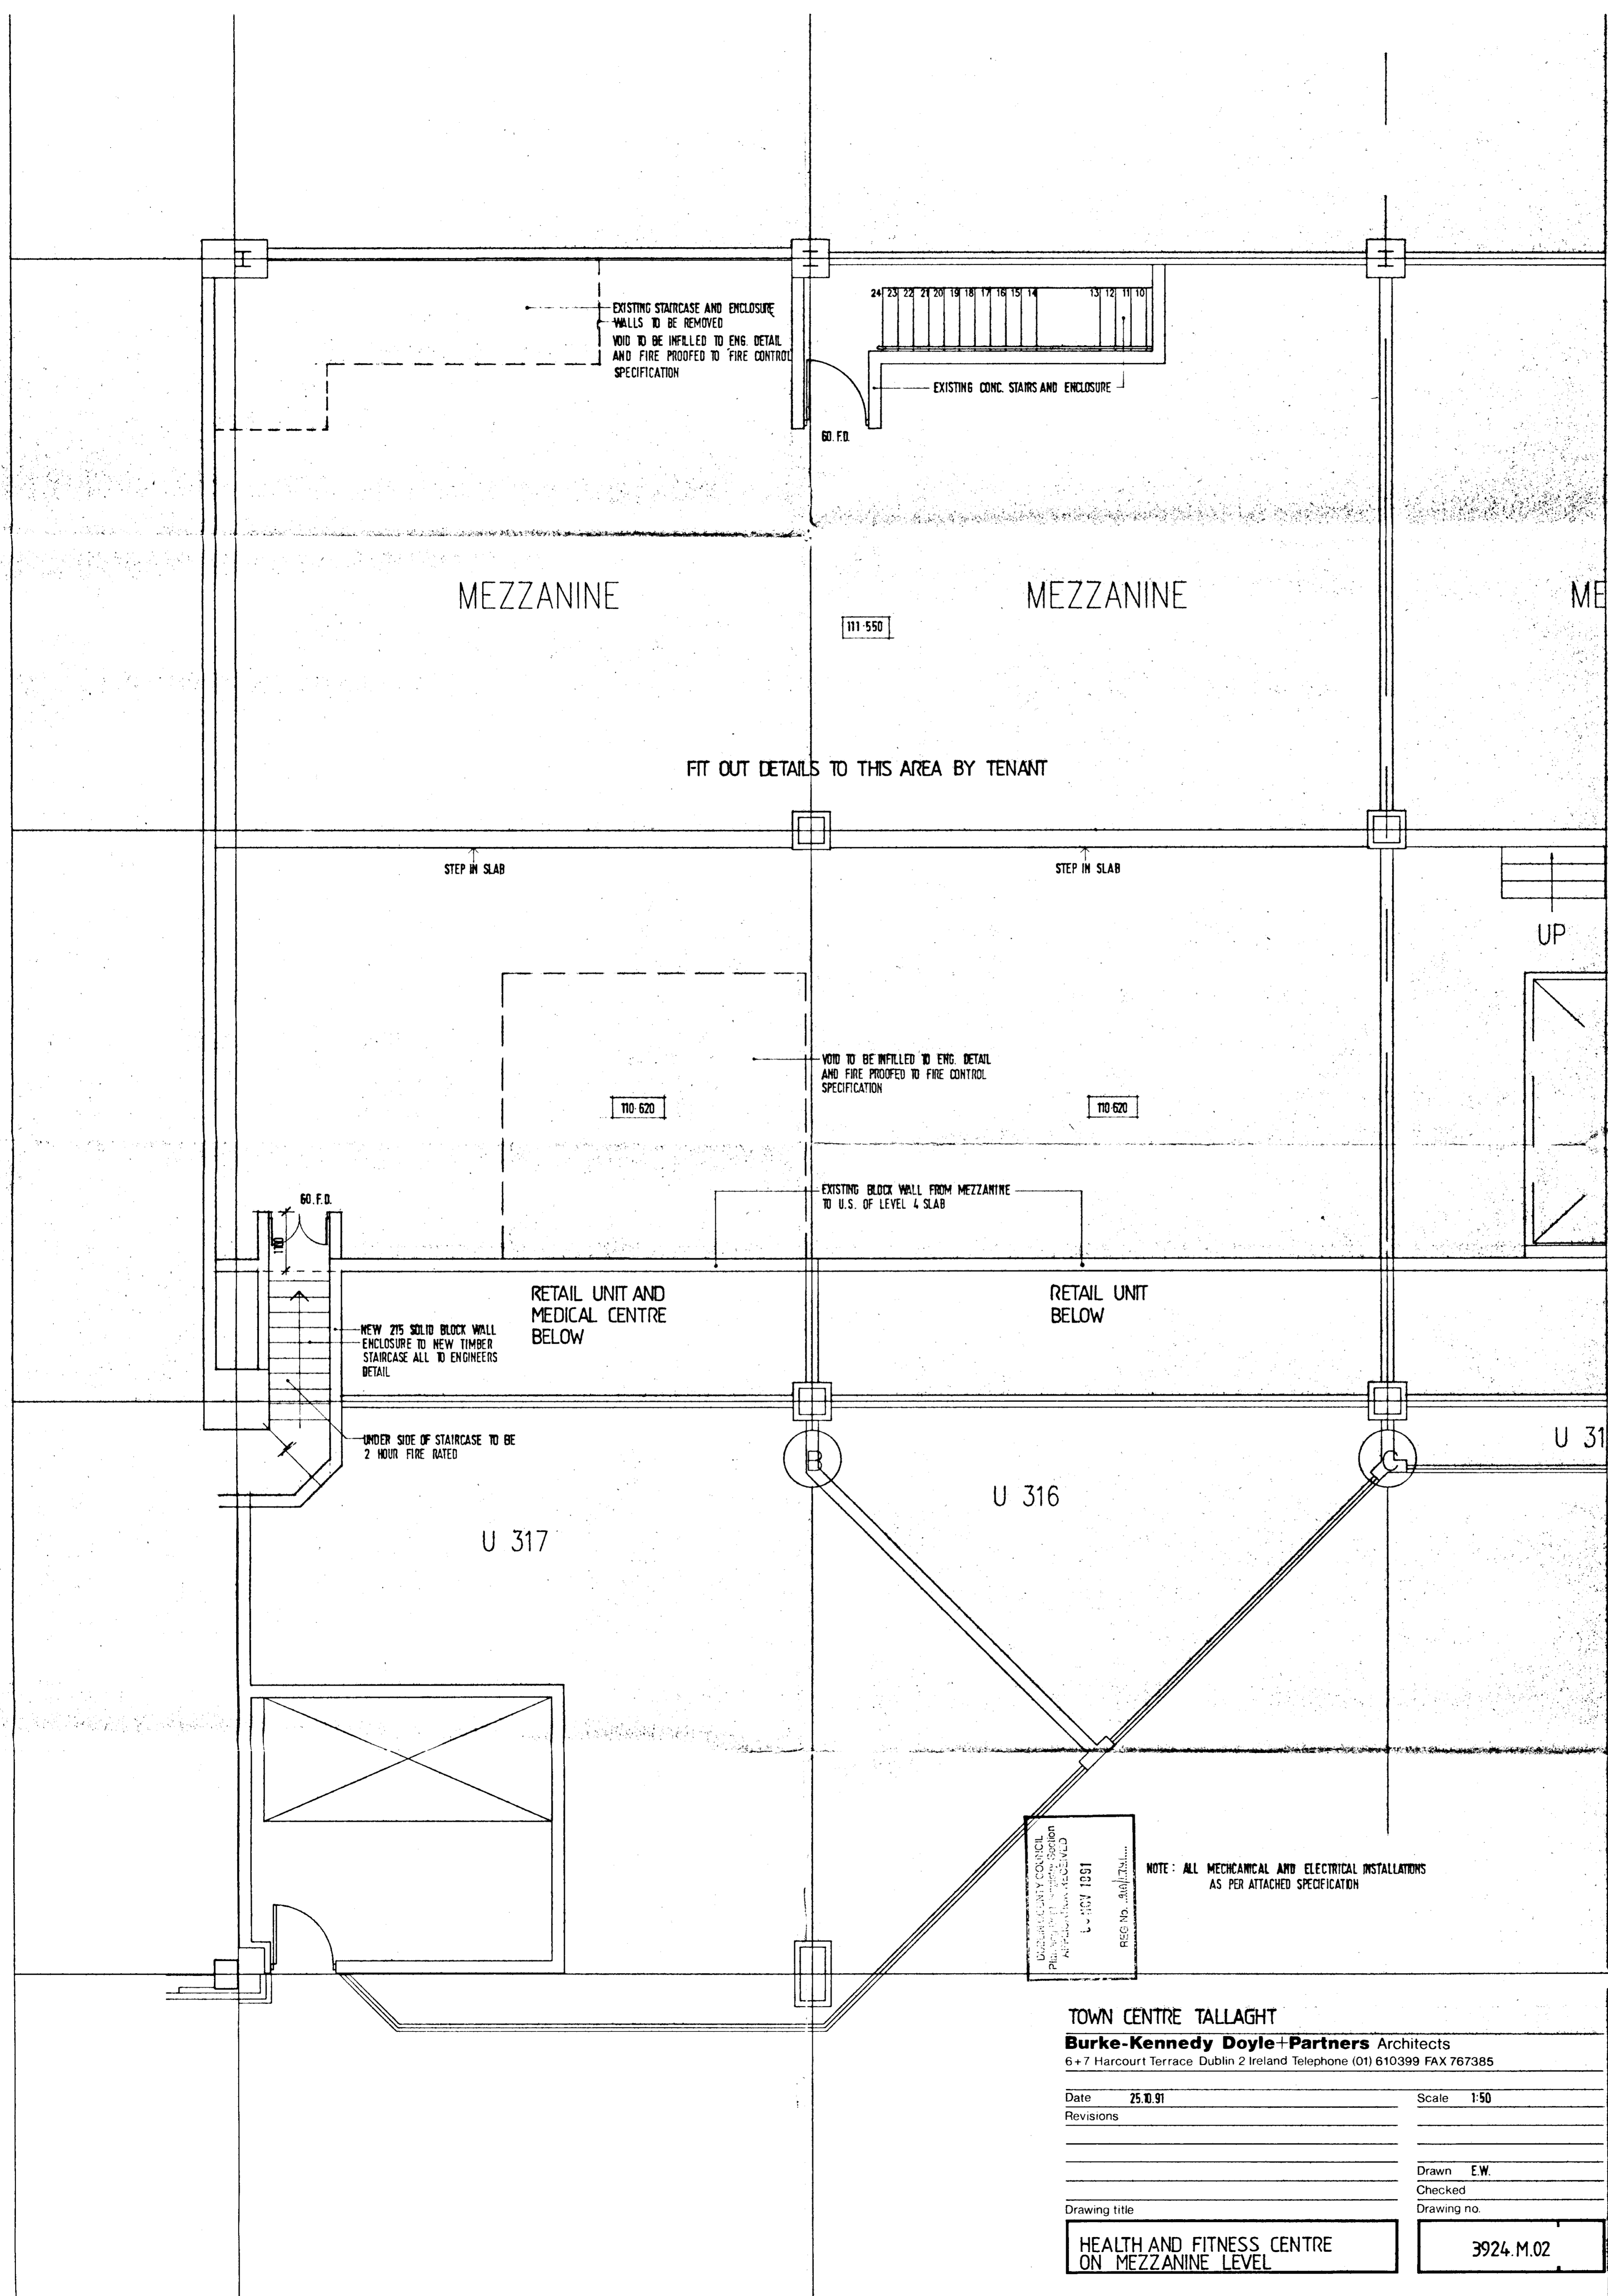 EXISTING STAIRCASE AND ENCLOSURE
WALLS TO BE REMOVED
VOID TO BE INFILLED TO ENG. DETAIL
AND FIRE PROOFED TO FIRE CONTROL
SPECIFICATION
24 23 22 21 20 19 18 17 16 15 14 13 12 11 10
EXISTING CONC. STAIRS AND ENCLOSURE
60. F.D.
MEZZANINE
MEZZANINE
ME
111·550
FIT OUT DETAILS TO THIS AREA BY TENANT
STEP IN SLAB
STEP IN SLAB
UP
VOID TO BE INFILLED TO ENG. DETAIL
AND FIRE PROOFED TO FIRE CONTROL
SPECIFICATION
110·620
110·620
EXISTING BLOCK WALL FROM MEZZANINE
TO U.S. OF LEVEL 4 SLAB
60. F.D.
RETAIL UNIT AND
MEDICAL CENTRE
BELOW
RETAIL UNIT
BELOW
NEW 215 SOLID BLOCK WALL
ENCLOSURE TO NEW TIMBER
STAIRCASE ALL TO ENGINEERS
DETAIL
UNDER SIDE OF STAIRCASE TO BE
2 HOUR FIRE RATED
B
C
U 31
U 316
U 317
COUNTY COUNCIL
Section
NOV 1991
REG No.
NOTE : ALL MECHCANICAL AND ELECTRICAL INSTALLATIONS
AS PER ATTACHED SPECIFICATION
TOWN CENTRE TALLAGHT
Burke-Kennedy Doyle+Partners Architects
6+7 Harcourt Terrace Dublin 2 Ireland Telephone (01) 610399 FAX 767385
Date 25.10.91
Scale 1:50
Revisions
Drawn E.W.
Checked
Drawing title
Drawing no.
HEALTH AND FITNESS CENTRE
ON MEZZANINE LEVEL
3924.M.02